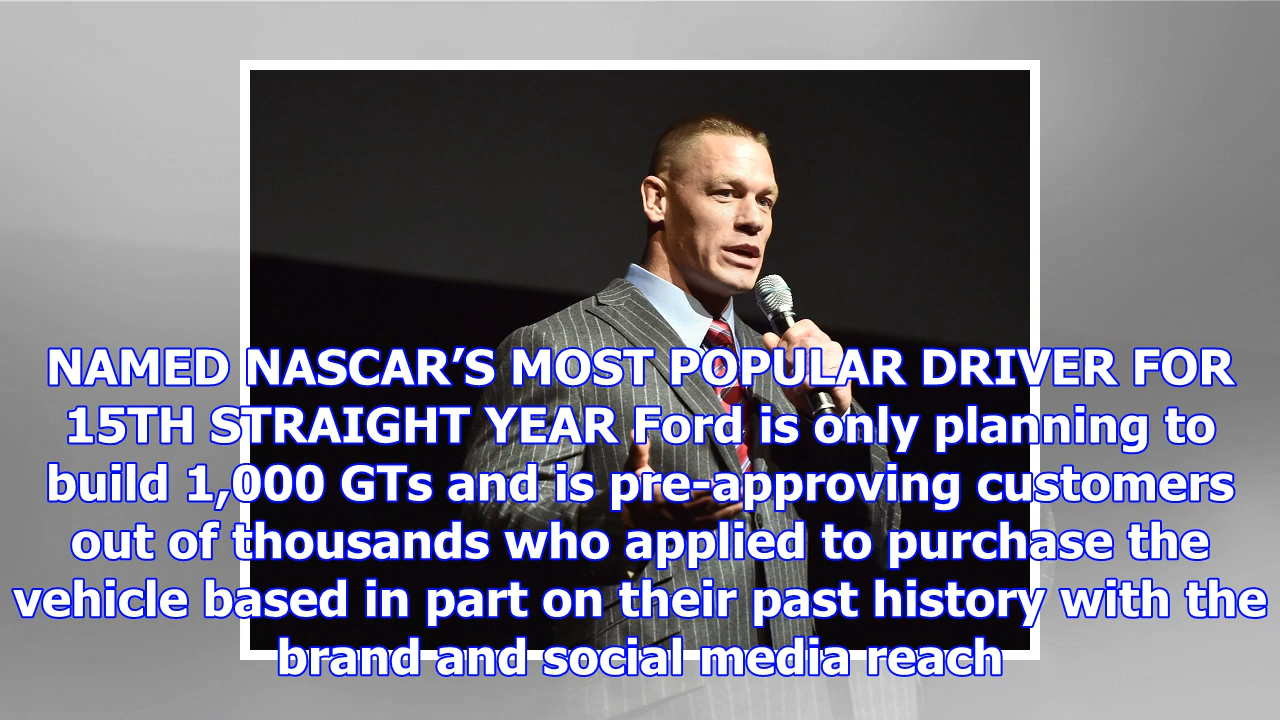 NAMED NASCAR’S MOST POPULAR DRIVER FOR
15TH STRAIGHT YEAR Ford is only planning to
build 1,000 GTs and is pre-approving customers
out of thousands who applied to purchase the
vehicle based in part on their past history with the
brand and social media reach